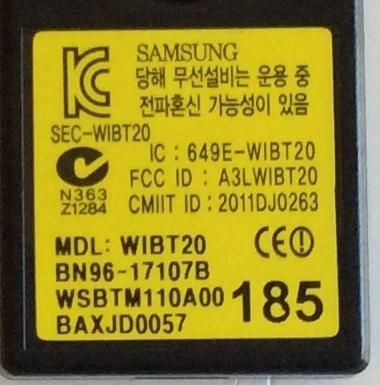 SAMSUNG
당해 무선설비는 운용 중
전파혼신 가능성이 있음
SEC-WIBT20
IC : 649E-WIBT20
FCC ID : A3LWIBT20
CMIIT ID : 2011DJ0263
N363
Z1284
MDL: WIBT20
BN96-17107B
WSBTM110A00
BAXJD0057
185